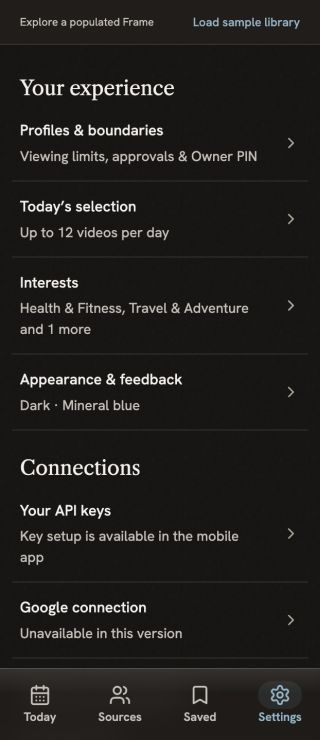 Explore a populated Frame
Load sample library
Your experience
Profiles & boundaries
Viewing limits, approvals & Owner PIN
Today’s selection
Up to 12 videos per day
Interests
Health & Fitness, Travel & Adventure
and 1 more
Appearance & feedback
Dark · Mineral blue
Connections
Your API keys
Key setup is available in the mobile
app
Google connection
Unavailable in this version
Today
Sources
Saved
Settings